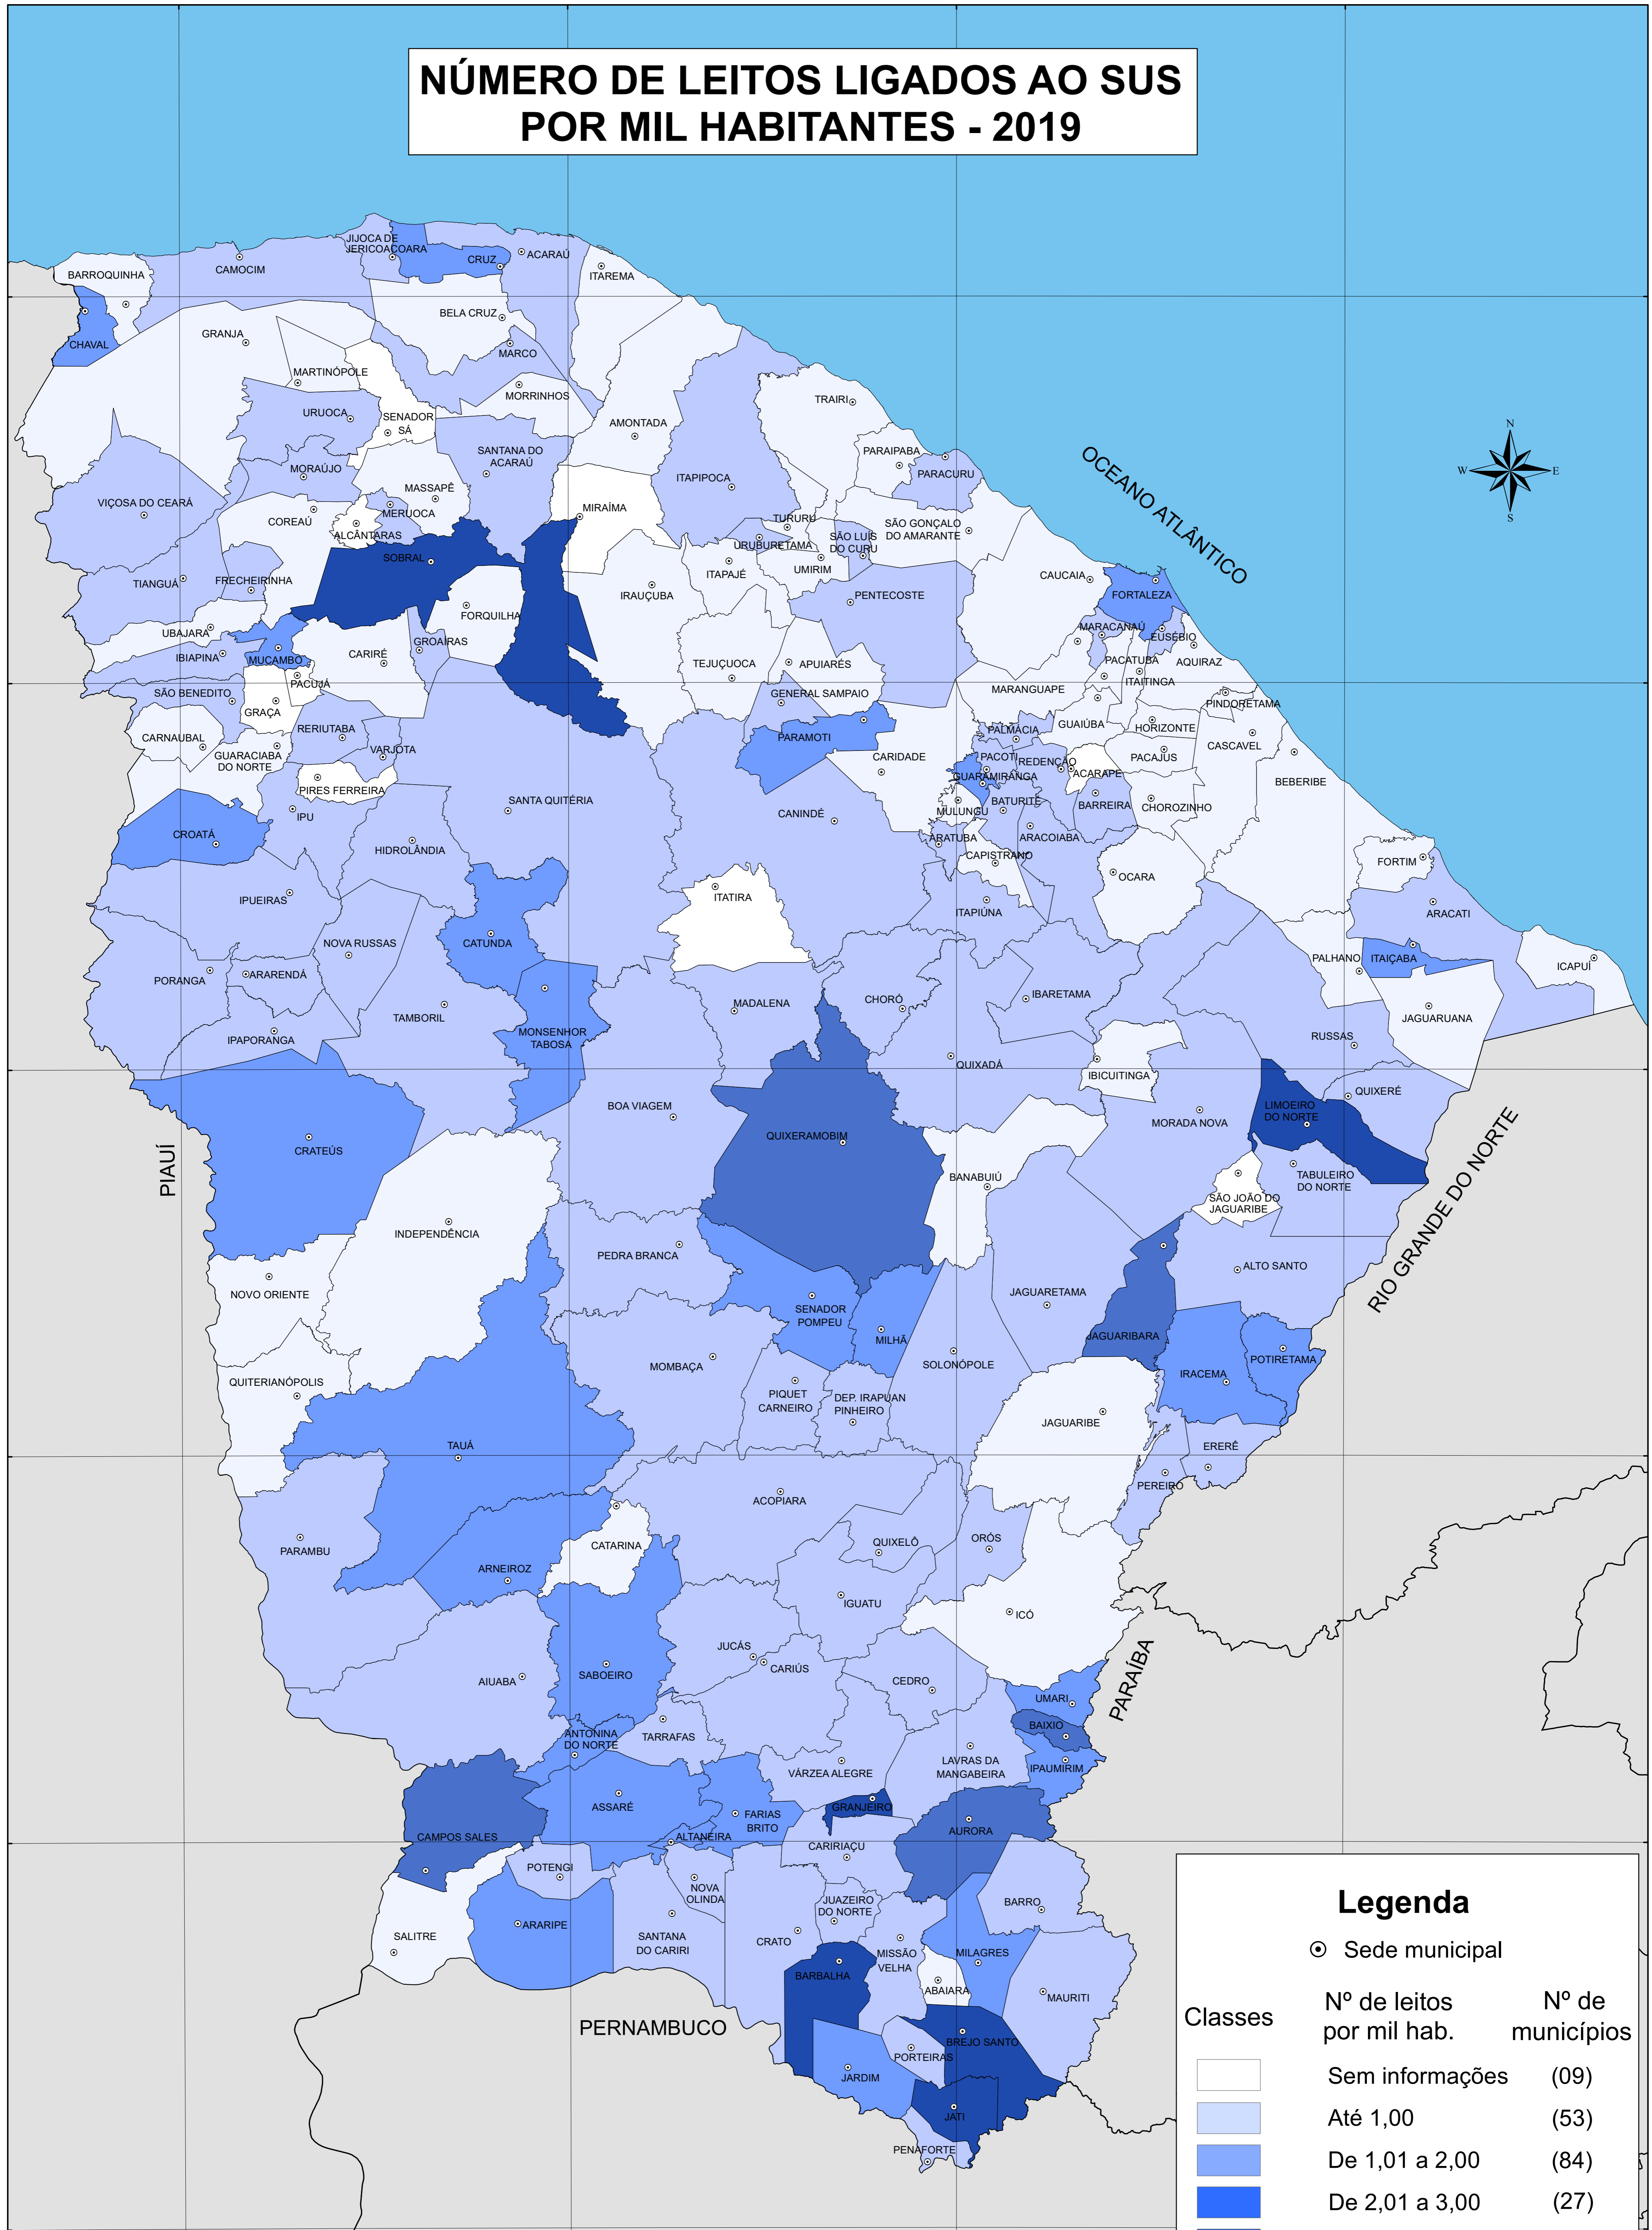 NÚMERO DE LEITOS LIGADOS AO SUS
POR MIL HABITANTES - 2019
JIJOCA DE
JERICOACOARA
CRUZ
ACARAÚ
BARROQUINHA
CAMOCIM
ITAREMA
BELA CRUZ
CHAVAL
GRANJA
MARCO
MARTINÓPOLE
MORRINHOS
TRAIRI
URUOCA
SENADOR
SÁ
AMONTADA
OCEANO ATLÂNTICO
N
W
E
S
SANTANA DO
ACARAÚ
PARAIPABA
PARACURU
MORAÚJO
ITAPIPOCA
MASSAPÊ
VIÇOSA DO CEARÁ
MERUOCA
MIRAÍMA
COREAÚ
TURURU
SÃO GONÇALO
DO AMARANTE
ALCÂNTARAS
SÃO LUÍS
DO CURU
URUBURETAMA
SOBRAL
UMIRIM
ITAPAJÉ
CAUCAIA
TIANGUÁ
FRECHEIRINHA
IRAUÇUBA
PENTECOSTE
FORTALEZA
FORQUILHA
UBAJARA
MARACANAÚ
EUSÉBIO
GROAÍRAS
IBIAPINA
MUCAMBO
CARIRÉ
TEJUÇUOCA
APUIARÉS
PACATUBA
AQUIRAZ
ITAITINGA
PACUJÁ
MARANGUAPE
SÃO BENEDITO
GENERAL SAMPAIO
PINDORETAMA
GRAÇA
GUAIÚBA
HORIZONTE
RERIUTABA
PALMÁCIA
CARNAUBAL
PARAMOTI
CASCAVEL
VARJOTA
GUARACIABA
DO NORTE
CARIDADE
PACOTI
REDENÇÃO
PACAJUS
ACARAPE
GUARAMIRANGA
BEBERIBE
PIRES FERREIRA
SANTA QUITÉRIA
BATURITÉ
BARREIRA
CHOROZINHO
MULUNGU
IPU
CANINDÉ
CROATÁ
ARATUBA
ARACOIABA
HIDROLÂNDIA
CAPISTRANO
FORTIM
OCARA
ITATIRA
IPUEIRAS
ITAPIÚNA
ARACATI
NOVA RUSSAS
CATUNDA
PALHANO
ITAIÇABA
ICAPUÍ
PORANGA
ARARENDÁ
IBARETAMA
MADALENA
CHORÓ
TAMBORIL
JAGUARUANA
MONSENHOR
TABOSA
IPAPORANGA
RUSSAS
QUIXADÁ
IBICUITINGA
QUIXERÉ
BOA VIAGEM
LIMOEIRO
DO NORTE
MORADA NOVA
QUIXERAMOBIM
CRATEÚS
PIAUÍ
BANABUIÚ
TABULEIRO
DO NORTE
SÃO JOÃO DO
JAGUARIBE
RIO GRANDE DO NORTE
INDEPENDÊNCIA
PEDRA BRANCA
ALTO SANTO
NOVO ORIENTE
JAGUARETAMA
SENADOR
POMPEU
MILHÃ
JAGUARIBARA
SOLONÓPOLE
POTIRETAMA
MOMBAÇA
IRACEMA
QUITERIANÓPOLIS
PIQUET
CARNEIRO
DEP. IRAPUAN
PINHEIRO
JAGUARIBE
TAUÁ
ERERÊ
PEREIRO
ACOPIARA
ORÓS
QUIXELÔ
CATARINA
PARAMBU
ARNEIROZ
IGUATU
ICÓ
JUCÁS
CARIÚS
SABOEIRO
AIUABA
CEDRO
PARAÍBA
UMARI
BAIXIO
ANTONINA
DO NORTE
TARRAFAS
LAVRAS DA
MANGABEIRA
IPAUMIRIM
VÁRZEA ALEGRE
ASSARÉ
GRANJEIRO
FARIAS
BRITO
AURORA
CAMPOS SALES
ALTANEIRA
CARIRIAÇU
POTENGI
NOVA
OLINDA
JUAZEIRO
DO NORTE
BARRO
ARARIPE
SALITRE
SANTANA
DO CARIRI
CRATO
MISSÃO
VELHA
MILAGRES
BARBALHA
ABAIARA
MAURITI
PERNAMBUCO
BREJO SANTO
PORTEIRAS
JARDIM
JATI
PENAFORTE
Legenda
Sede municipal
Classes
Nº de leitos
por mil hab.
Nº de
municípios
Sem informações (09)
Até 1,00 (53)
De 1,01 a 2,00 (84)
De 2,01 a 3,00 (27)